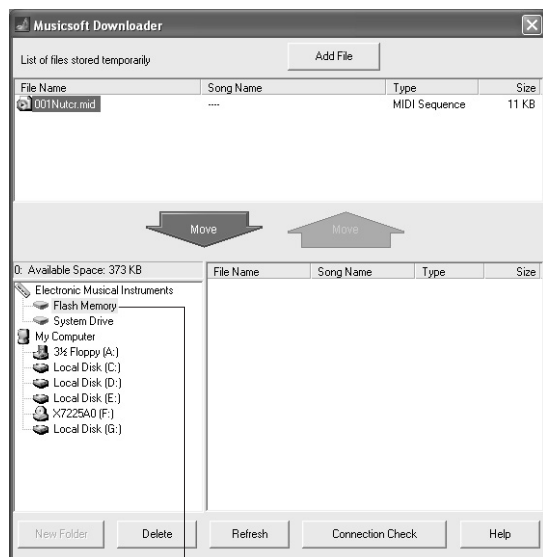 Musicsoft Downloader
List of files stored temporarily
Add File
File Name Song Name Type Size
001Nutcr.mid ---- MIDI Sequence 11 KB
Move Move
0: Available Space: 373 KB
Electronic Musical Instruments
Flash Memory
System Drive
My Computer
3½ Floppy (A:)
Local Disk (C:)
Local Disk (D:)
Local Disk (E:)
X7225A0 (F:)
Local Disk (G:)
File Name Song Name Type Size
New Folder Delete Refresh Connection Check Help